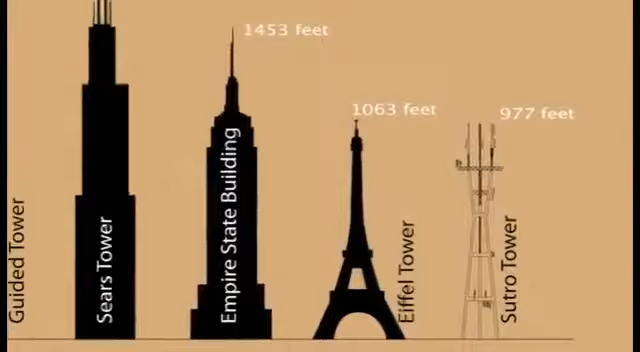 1453 feet
1063 feet
977 feet
Guided Tower
Sears Tower
Empire State Building
Eiffel Tower
Sutro Tower